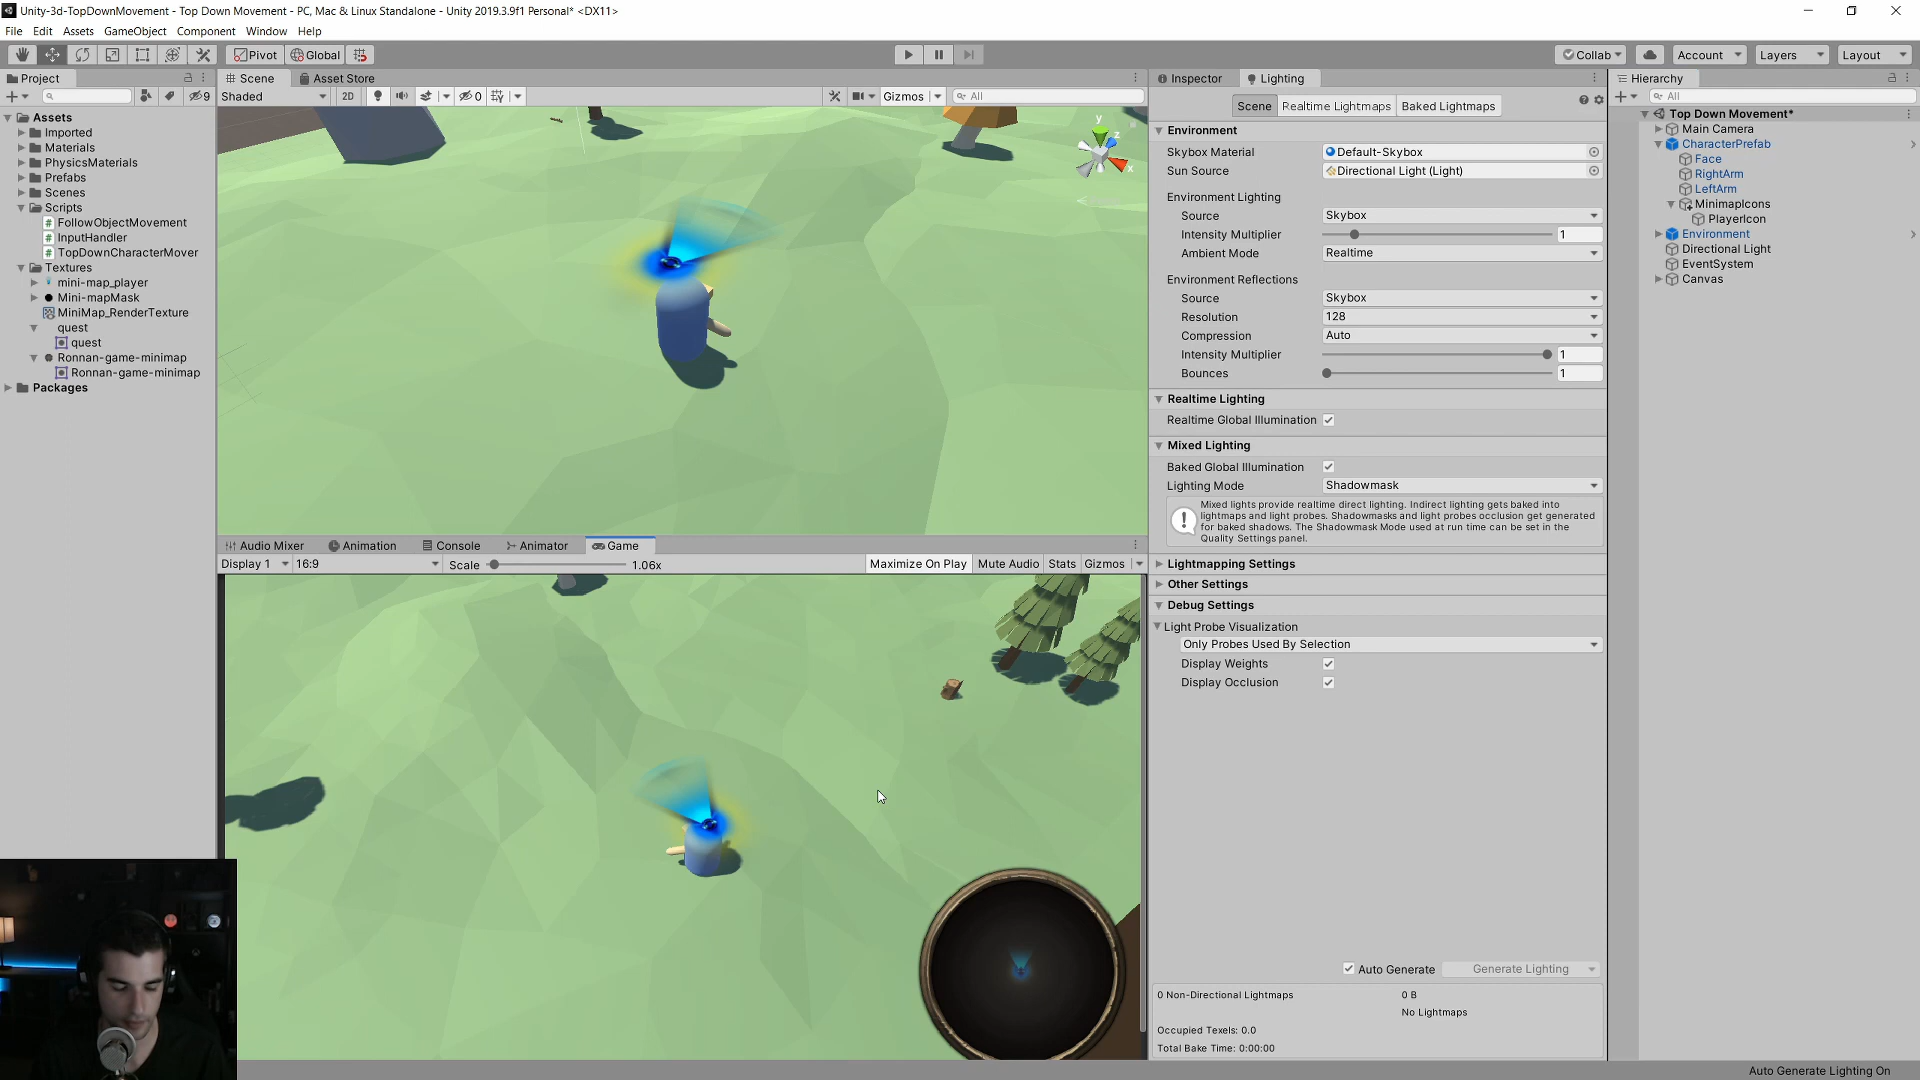 Unity-3d-TopDownMovement - Top Down Movement - PC, Mac & Linux Standalone - Unity 2019.3.9f1 Personal* <DX11>
File Edit Assets GameObject Component Window Help
Pivot Global
Collab Account Layers Layout
Project
9
Assets
Imported
Materials
PhysicsMaterials
Prefabs
Scenes
Scripts
FollowObjectMovement
InputHandler
TopDownCharacterMover
Textures
mini-map_player
Mini-mapMask
MiniMap_RenderTexture
quest
quest
Ronnan-game-minimap
Ronnan-game-minimap
Packages
Scene Asset Store
Shaded 2D 0 Gizmos All
y
z
x
Audio Mixer Animation Console Animator Game
Display 1 16:9 Scale 1.06x Maximize On Play Mute Audio Stats Gizmos
Inspector Lighting
Scene Realtime Lightmaps Baked Lightmaps
Environment
Skybox Material Default-Skybox
Sun Source Directional Light (Light)
Environment Lighting
Source Skybox
Intensity Multiplier 1
Ambient Mode Realtime
Environment Reflections
Source Skybox
Resolution 128
Compression Auto
Intensity Multiplier 1
Bounces 1
Realtime Lighting
Realtime Global Illumination
Mixed Lighting
Baked Global Illumination
Lighting Mode Shadowmask
Mixed lights provide realtime direct lighting. Indirect lighting gets baked into
lightmaps and light probes. Shadowmasks and light probes occlusion get generated
for baked shadows. The Shadowmask Mode used at run time can be set in the
Quality Settings panel.
Lightmapping Settings
Other Settings
Debug Settings
Light Probe Visualization
Only Probes Used By Selection
Display Weights
Display Occlusion
Auto Generate Generate Lighting
0 Non-Directional Lightmaps 0 B
No Lightmaps
Occupied Texels: 0.0
Total Bake Time: 0:00:00
Hierarchy
All
Top Down Movement*
Main Camera
CharacterPrefab
Face
RightArm
LeftArm
MinimapIcons
PlayerIcon
Environment
Directional Light
EventSystem
Canvas
Auto Generate Lighting On